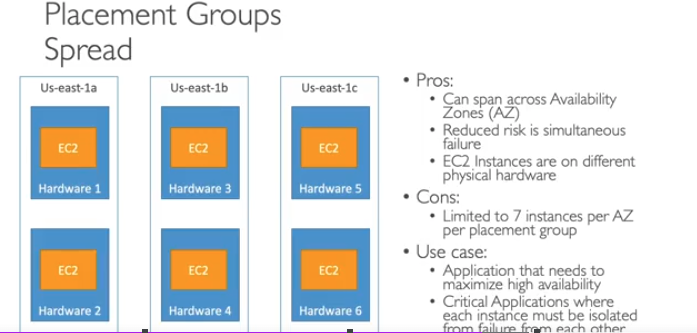 Placement Groups
Spread
Us-east-1a
Us-east-1b
Us-east-1c
EC2
EC2
EC2
Hardware 1
Hardware 3
Hardware 5
EC2
EC2
EC2
Hardware 2
Hardware 4
Hardware 6
• Pros:
• Can span across Availability
Zones (AZ)
• Reduced risk is simultaneous
failure
• EC2 Instances are on different
physical hardware
• Cons:
• Limited to 7 instances per AZ
per placement group
• Use case:
• Application that needs to
maximize high availability
• Critical Applications where
each instance must be isolated
from failure from each other